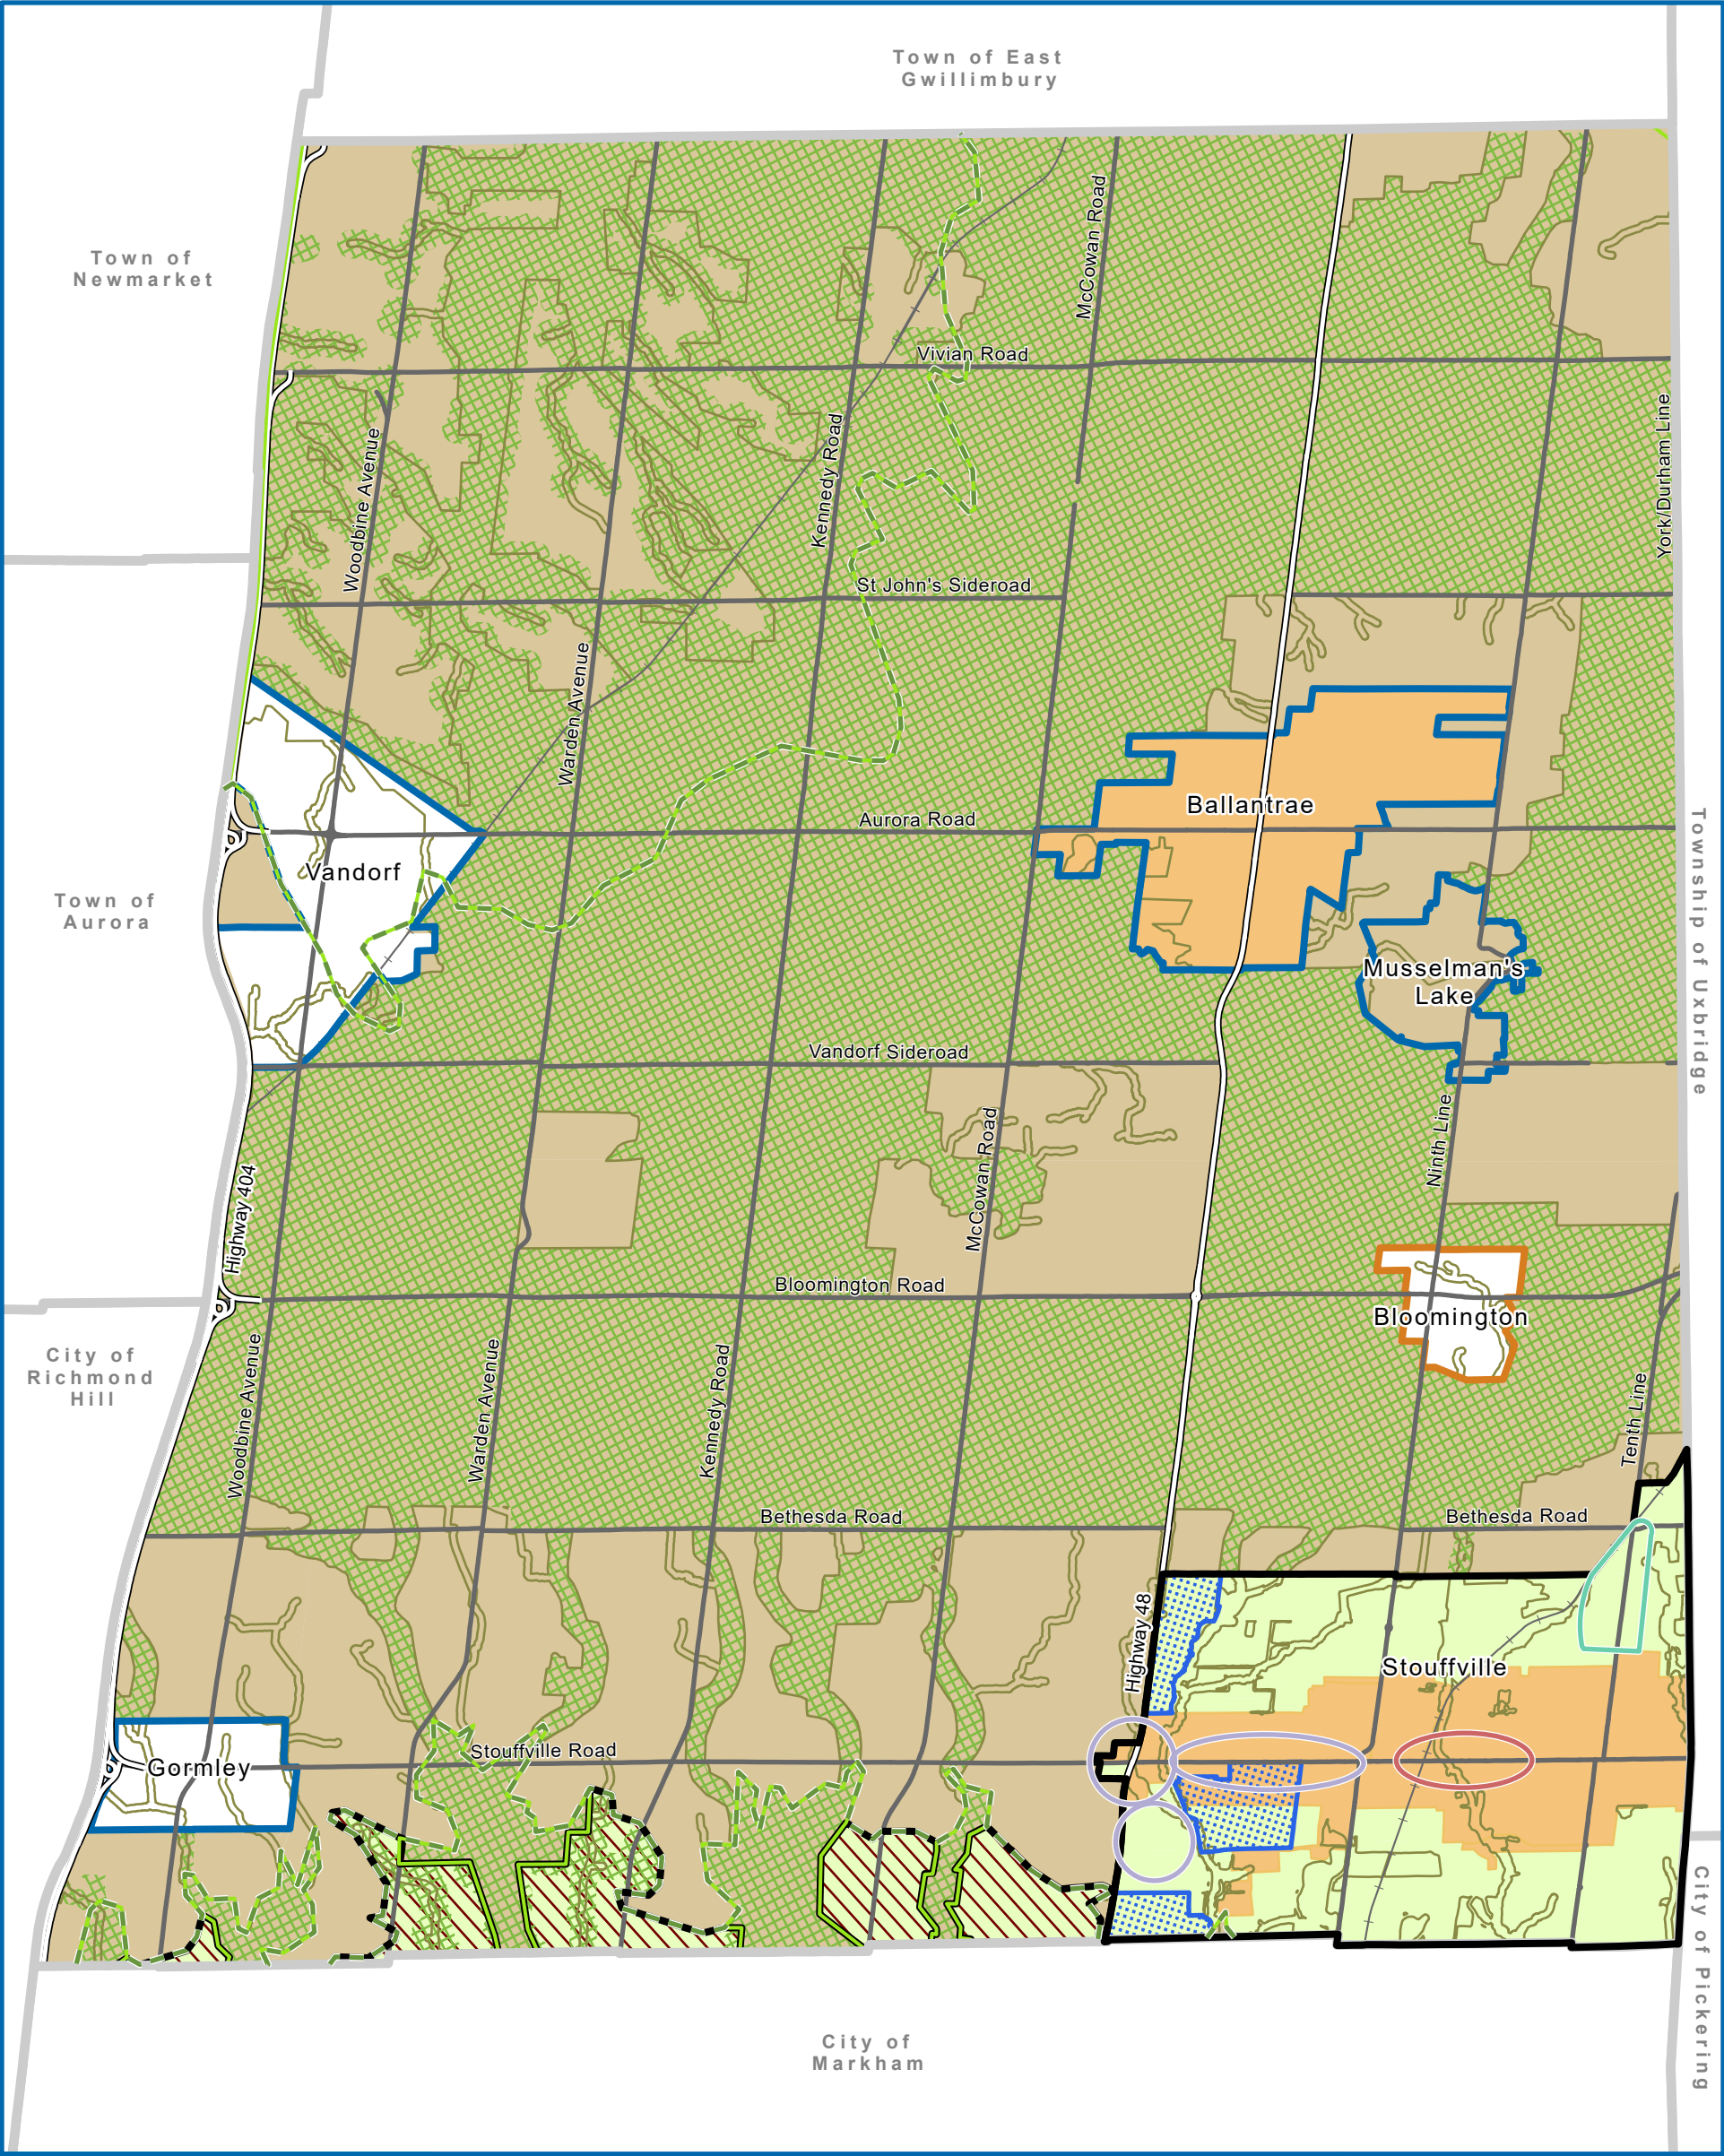 Town of East
Gwillimbury
McCowan Road
Town of
Newmarket
Vivian Road
York/Durham Line
Kennedy Road
Woodbine Avenue
St John's Sideroad
Warden Avenue
Ballantrae
Aurora Road
Township of Uxbridge
Vandorf
Town of
Aurora
Musselman's
Lake
Vandorf Sideroad
Ninth Line
McCowan Road
Highway 404
Bloomington Road
Bloomington
City of
Richmond
Hill
Woodbine Avenue
Warden Avenue
Kennedy Road
Tenth Line
Bethesda Road
Bethesda Road
Highway 48
Stouffville
Stouffville Road
Gormley
City of Pickering
City of
Markham